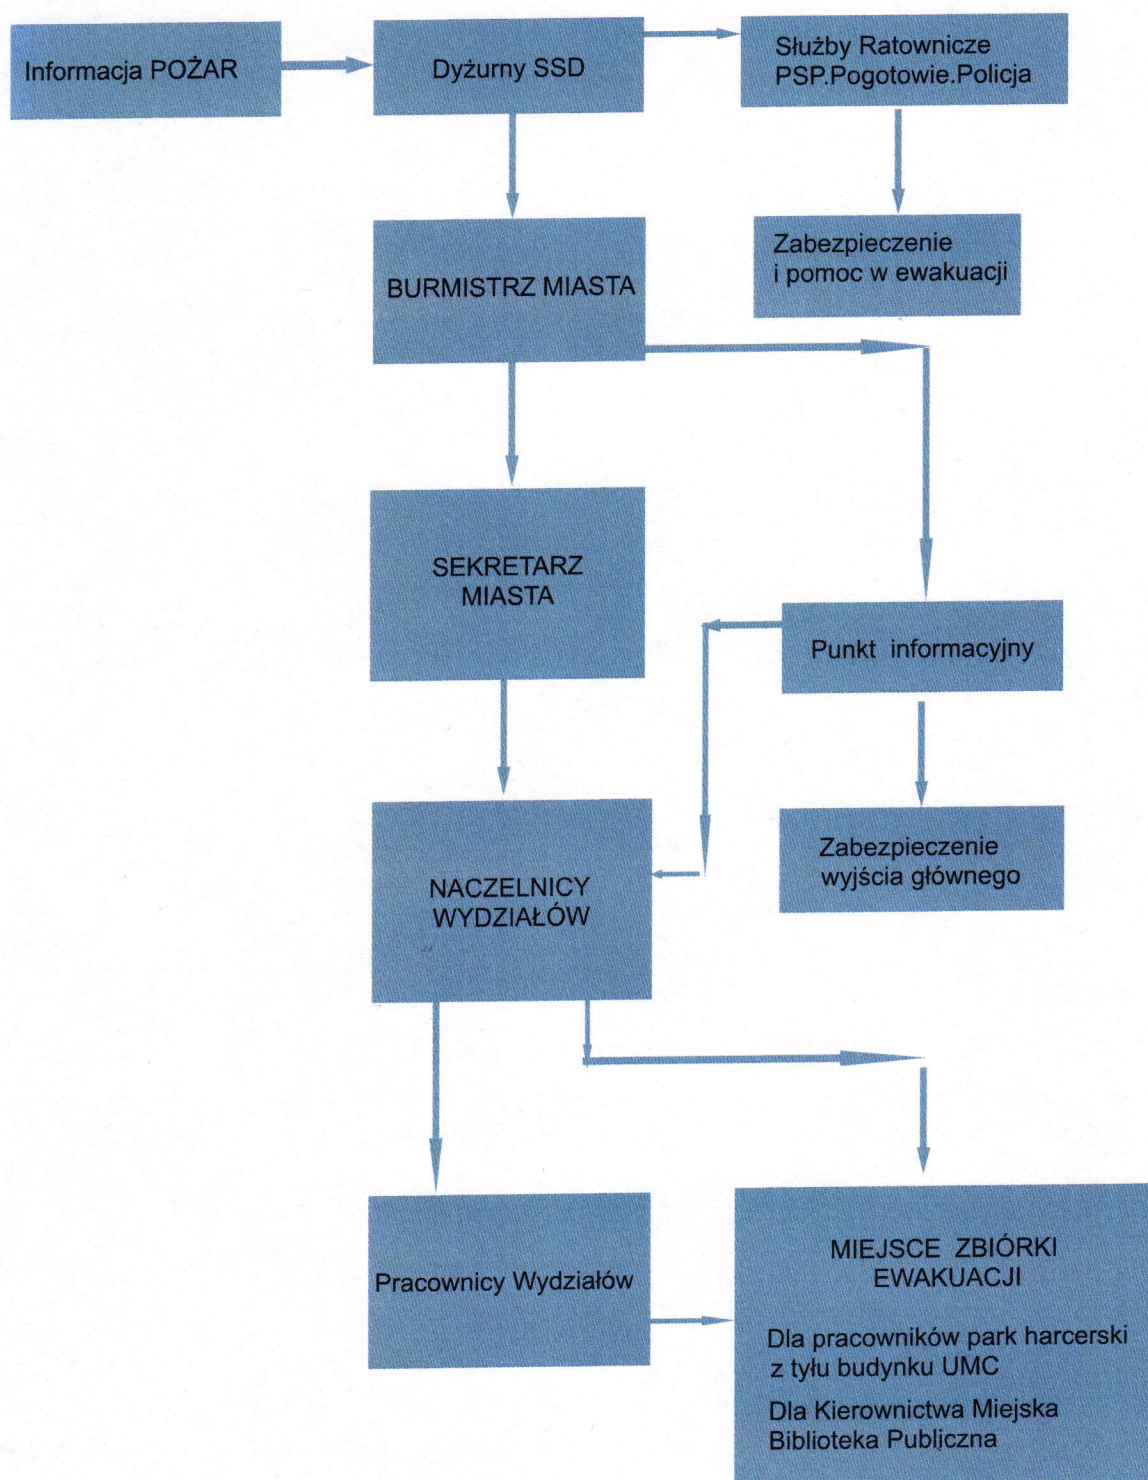 Informacja POŻAR
Dyżurny SSD
Służby Ratownicze
PSP.Pogotowie.Policja
Zabezpieczenie
i pomoc w ewakuacji
BURMISTRZ MIASTA
SEKRETARZ
MIASTA
Punkt informacyjny
Zabezpieczenie
wyjścia głównego
NACZELNICY
WYDZIAŁÓW
Pracownicy Wydziałów
MIEJSCE ZBIÓRKI
EWAKUACJI
Dla pracowników park harcerski
z tyłu budynku UMC
Dla Kierownictwa Miejska
Biblioteka Publiczna